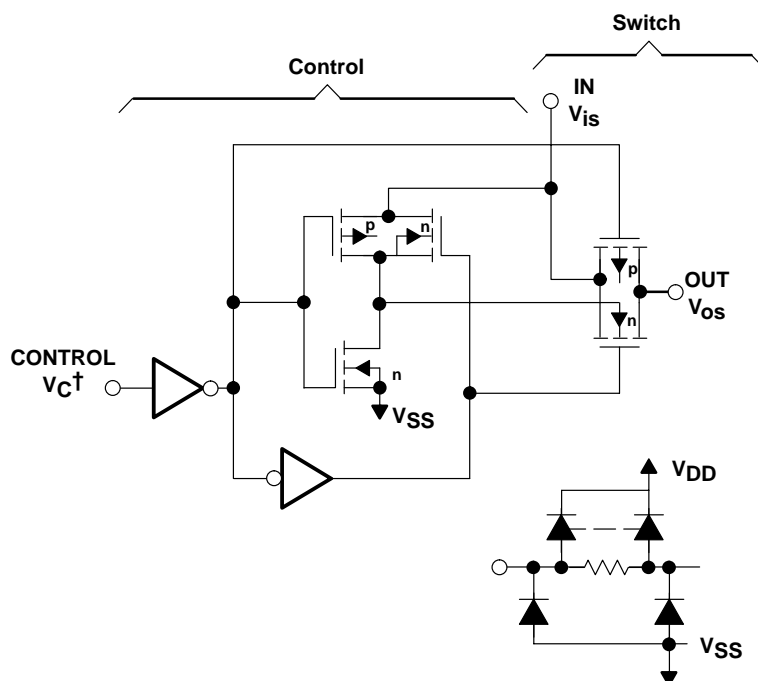 Switch
Control
IN
Vis
p
n
p
OUT
Vos
n
CONTROL
VC†
n
VSS
VDD
VSS